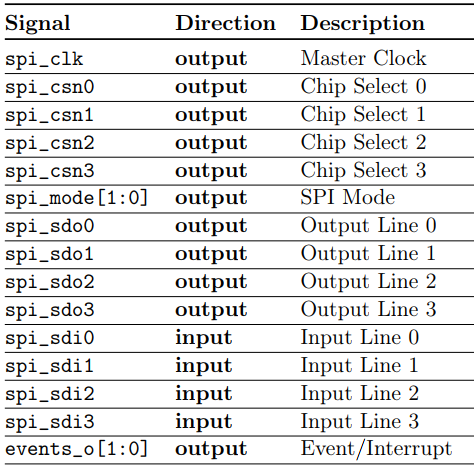 Signal Direction Description
spi_clk output Master Clock
spi_csn0 output Chip Select 0
spi_csn1 output Chip Select 1
spi_csn2 output Chip Select 2
spi_csn3 output Chip Select 3
spi_mode[1:0] output SPI Mode
spi_sdo0 output Output Line 0
spi_sdo1 output Output Line 1
spi_sdo2 output Output Line 2
spi_sdo3 output Output Line 3
spi_sdi0 input Input Line 0
spi_sdi1 input Input Line 1
spi_sdi2 input Input Line 2
spi_sdi3 input Input Line 3
events_o[1:0] output Event/Interrupt